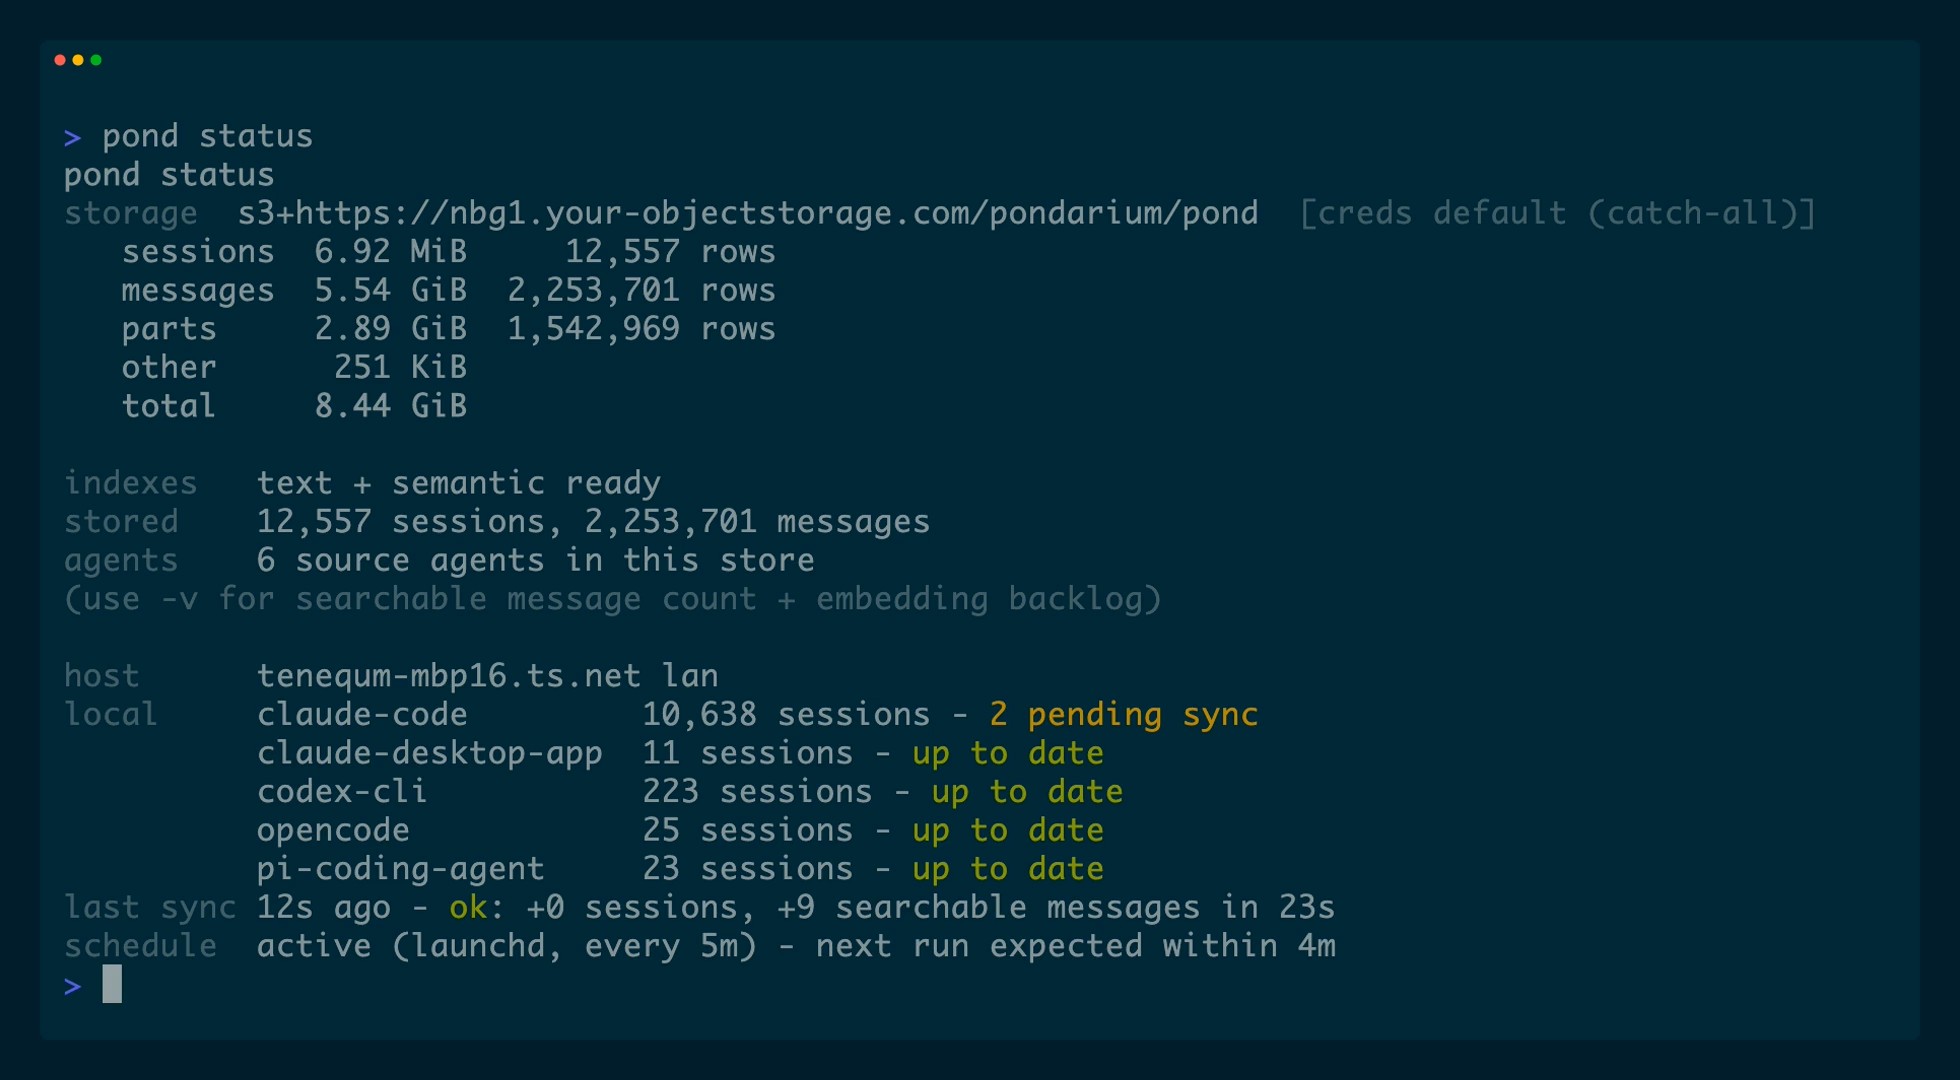 > pond status
pond status
storage  s3+https://nbg1.your-objectstorage.com/pondarium/pond  [creds default (catch-all)]
   sessions  6.92 MiB     12,557 rows
   messages  5.54 GiB  2,253,701 rows
   parts     2.89 GiB  1,542,969 rows
   other      251 KiB
   total     8.44 GiB

indexes   text + semantic ready
stored    12,557 sessions, 2,253,701 messages
agents    6 source agents in this store
(use -v for searchable message count + embedding backlog)

host      tenequm-mbp16.ts.net lan
local     claude-code         10,638 sessions - 2 pending sync
          claude-desktop-app  11 sessions - up to date
          codex-cli           223 sessions - up to date
          opencode            25 sessions - up to date
          pi-coding-agent     23 sessions - up to date
last sync 12s ago - ok: +0 sessions, +9 searchable messages in 23s
schedule  active (launchd, every 5m) - next run expected within 4m
>